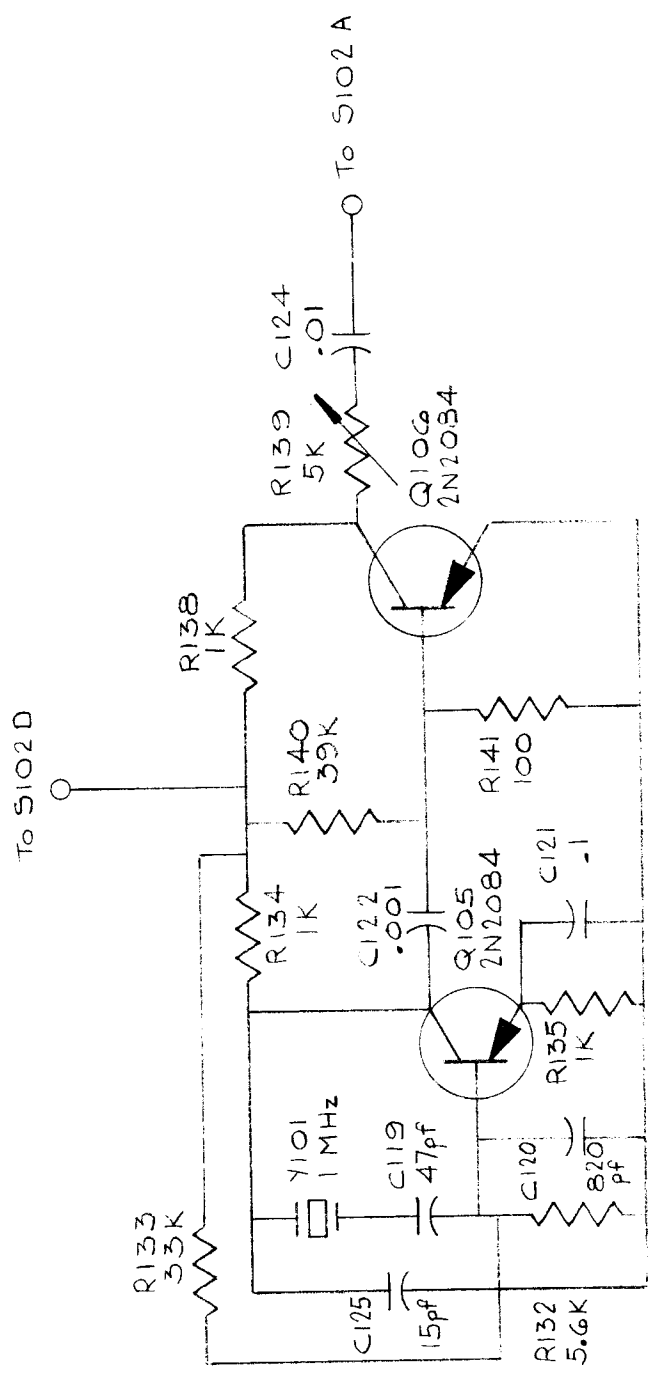 To S102D
R133
33K
R134
1K
R138
1K
R140
39K
R139
5K
C124
.01
To S102A
Y101
1 MHz
C119
47pf
C125
15pf
C122
.001
Q105
2N2084
Q106
2N2084
R141
100
C121
.1
R135
1K
C120
820
pf
R132
5.6K